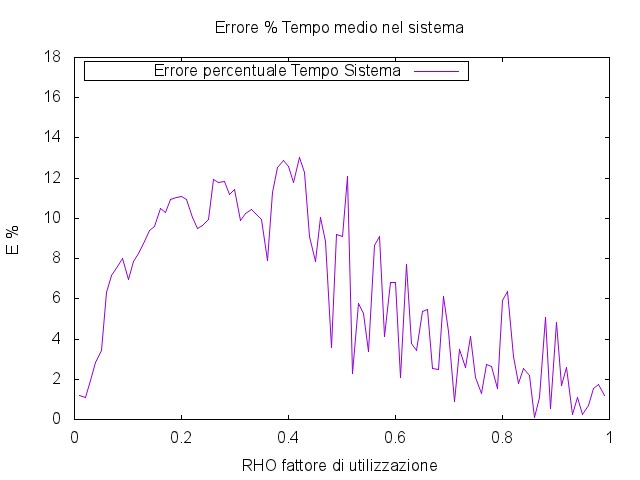 Errore % Tempo medio nel sistema
Errore percentuale Tempo Sistema
18
16
14
12
10
8
6
4
2
0
E %
0 0.2 0.4 0.6 0.8 1
RHO fattore di utilizzazione